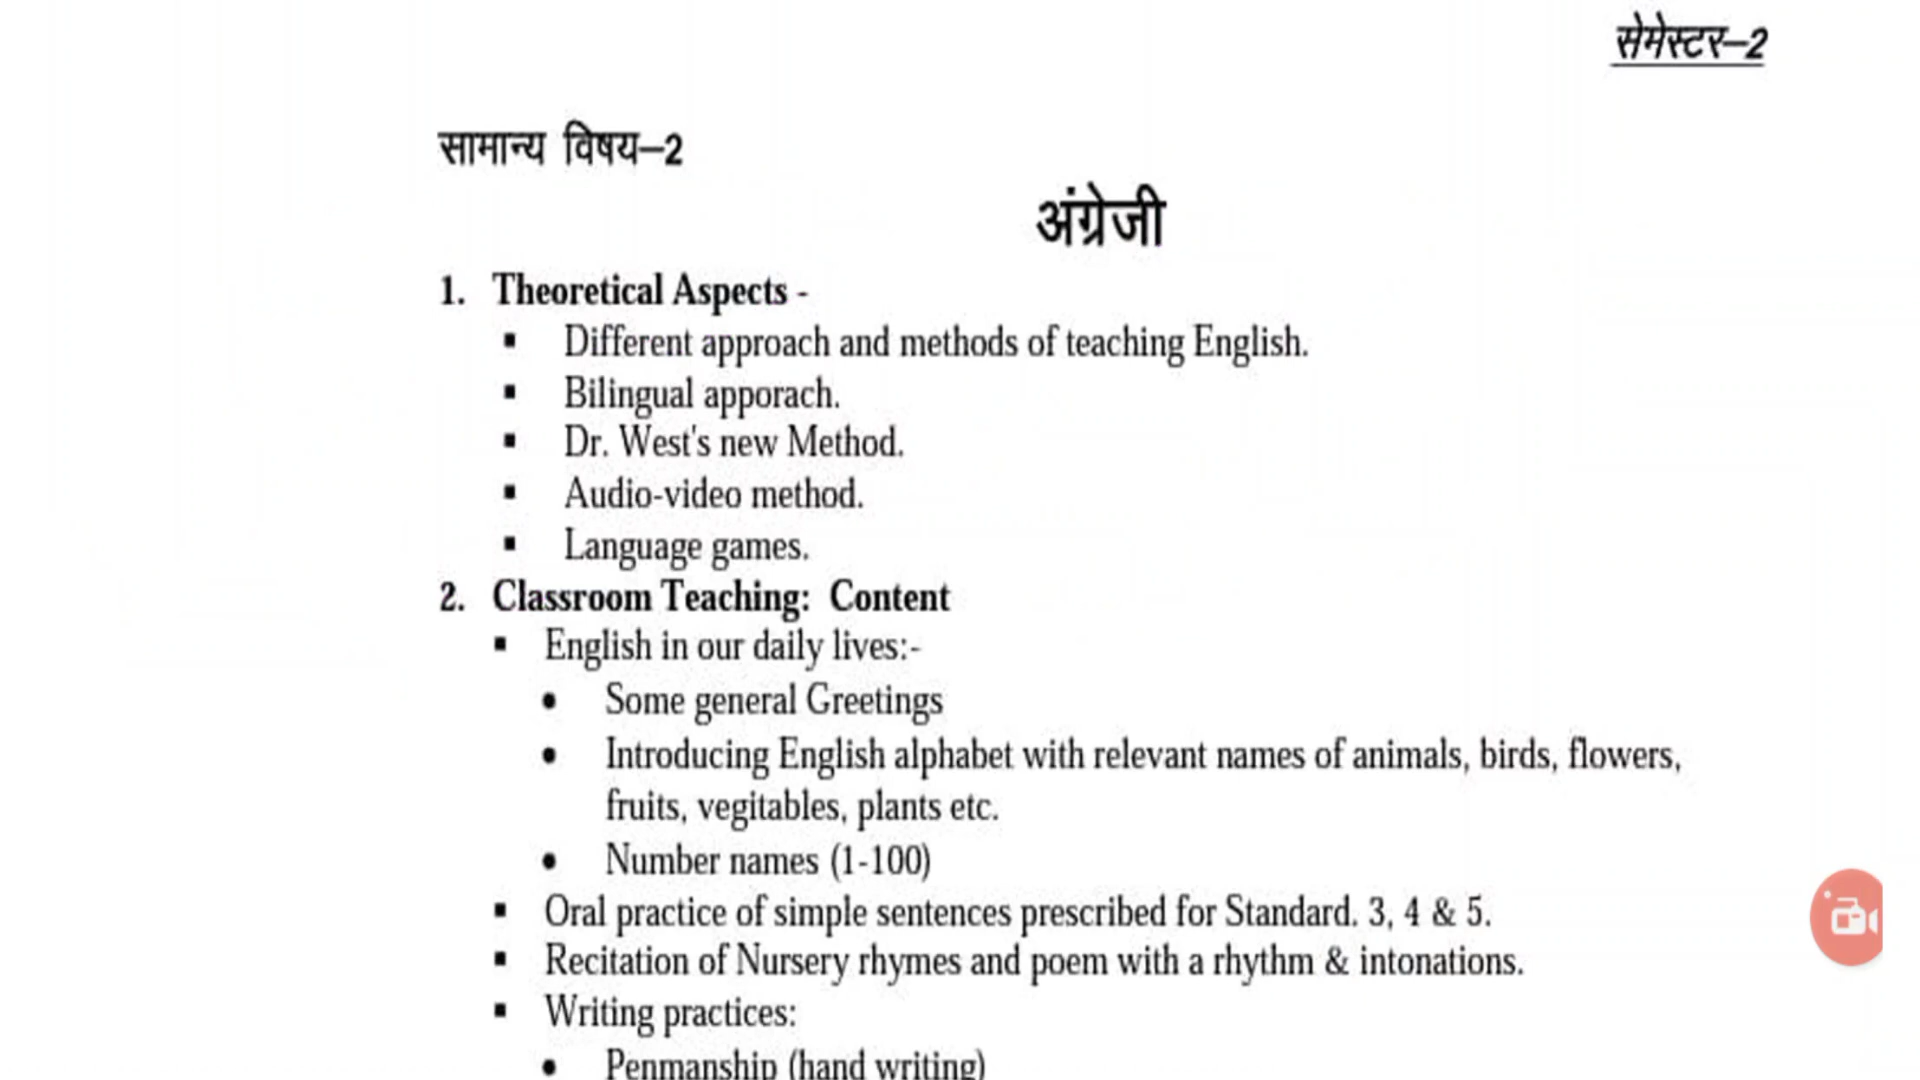 सेमेस्टर–2
सामान्य विषय–2
अंग्रेजी
1. Theoretical Aspects -
▪ Different approach and methods of teaching English.
▪ Bilingual apporach.
▪ Dr. West's new Method.
▪ Audio-video method.
▪ Language games.
2. Classroom Teaching: Content
▪ English in our daily lives:-
• Some general Greetings
• Introducing English alphabet with relevant names of animals, birds, flowers,
fruits, vegitables, plants etc.
• Number names (1-100)
▪ Oral practice of simple sentences prescribed for Standard. 3, 4 & 5.
▪ Recitation of Nursery rhymes and poem with a rhythm & intonations.
▪ Writing practices:
• Penmanship (hand writing)